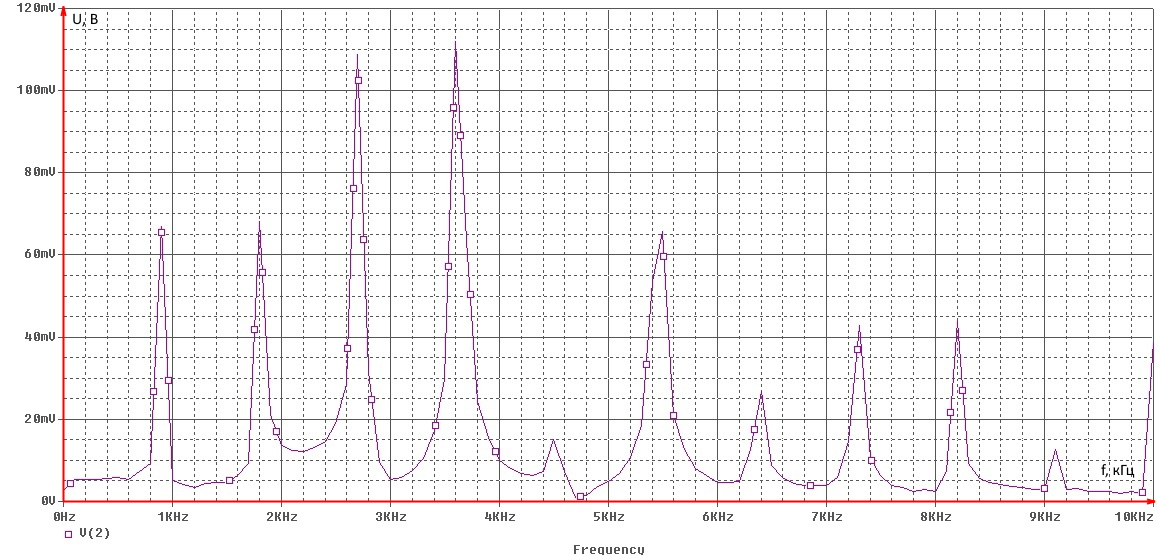 120mV
U, В
100mV
80mV
60mV
40mV
20mV
f, кГц
0V
0Hz 1KHz 2KHz 3KHz 4KHz 5KHz 6KHz 7KHz 8KHz 9KHz 10KHz
V(2)
Frequency